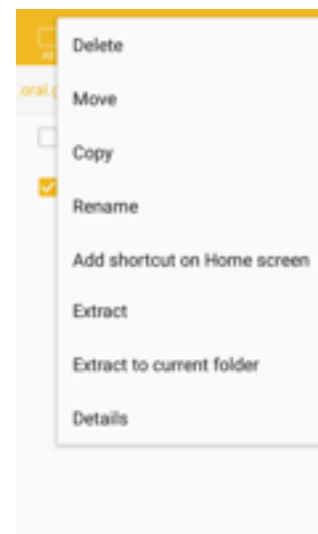 Delete
Move
Copy
Rename
Add shortcut on Home screen
Extract
Extract to current folder
Details